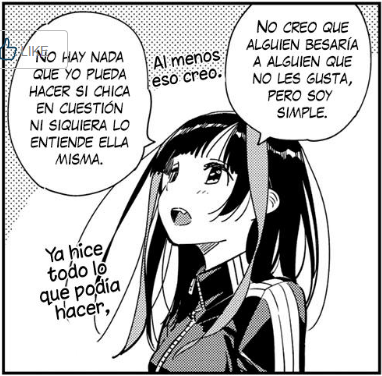 NO CREO QUE
ALGUIEN BESARÍA
A ALGUIEN QUE
NO LES GUSTA,
PERO SOY
SIMPLE.
Al menos
eso creo.
LIKE
NO HAY NADA
QUE YO PUEDA
HACER SI CHICA
EN CUESTIÓN
NI SIQUIERA LO
ENTIENDE ELLA
MISMA.
Ya hice
todo lo
que podía
hacer,